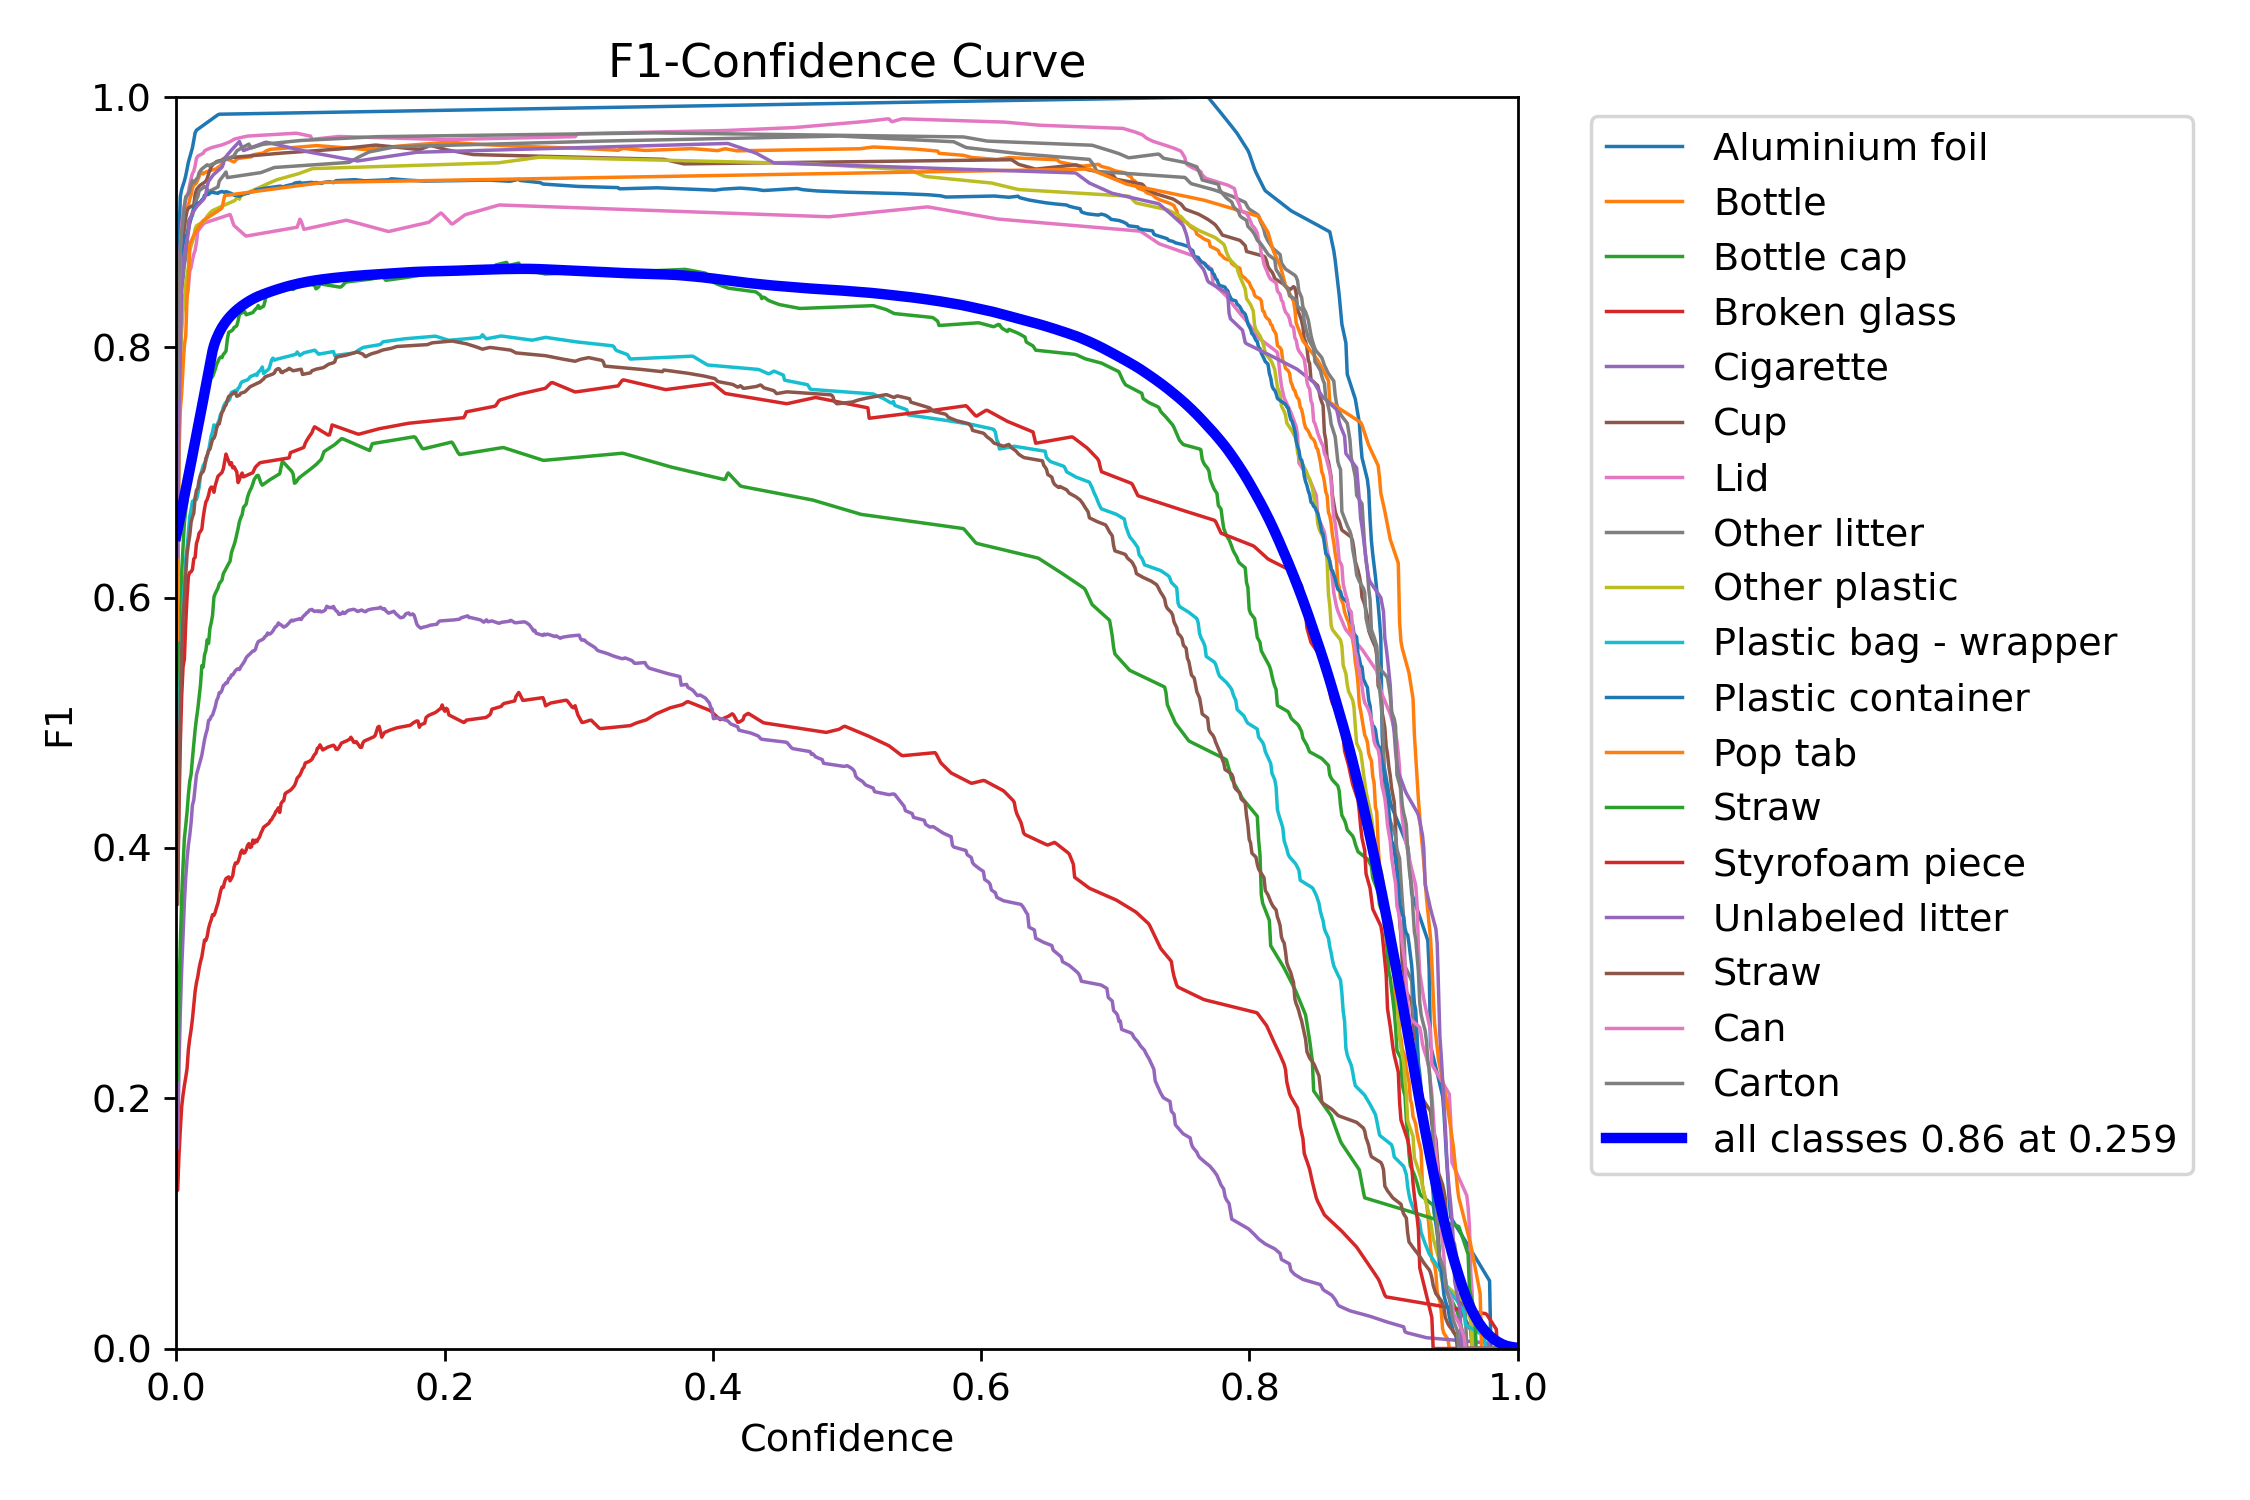 F1-Confidence Curve
1.0
0.8
0.6
0.4
0.2
0.0
F1
0.0 0.2 0.4 0.6 0.8 1.0
Confidence
Aluminium foil
Bottle
Bottle cap
Broken glass
Cigarette
Cup
Lid
Other litter
Other plastic
Plastic bag - wrapper
Plastic container
Pop tab
Straw
Styrofoam piece
Unlabeled litter
Straw
Can
Carton
all classes 0.86 at 0.259